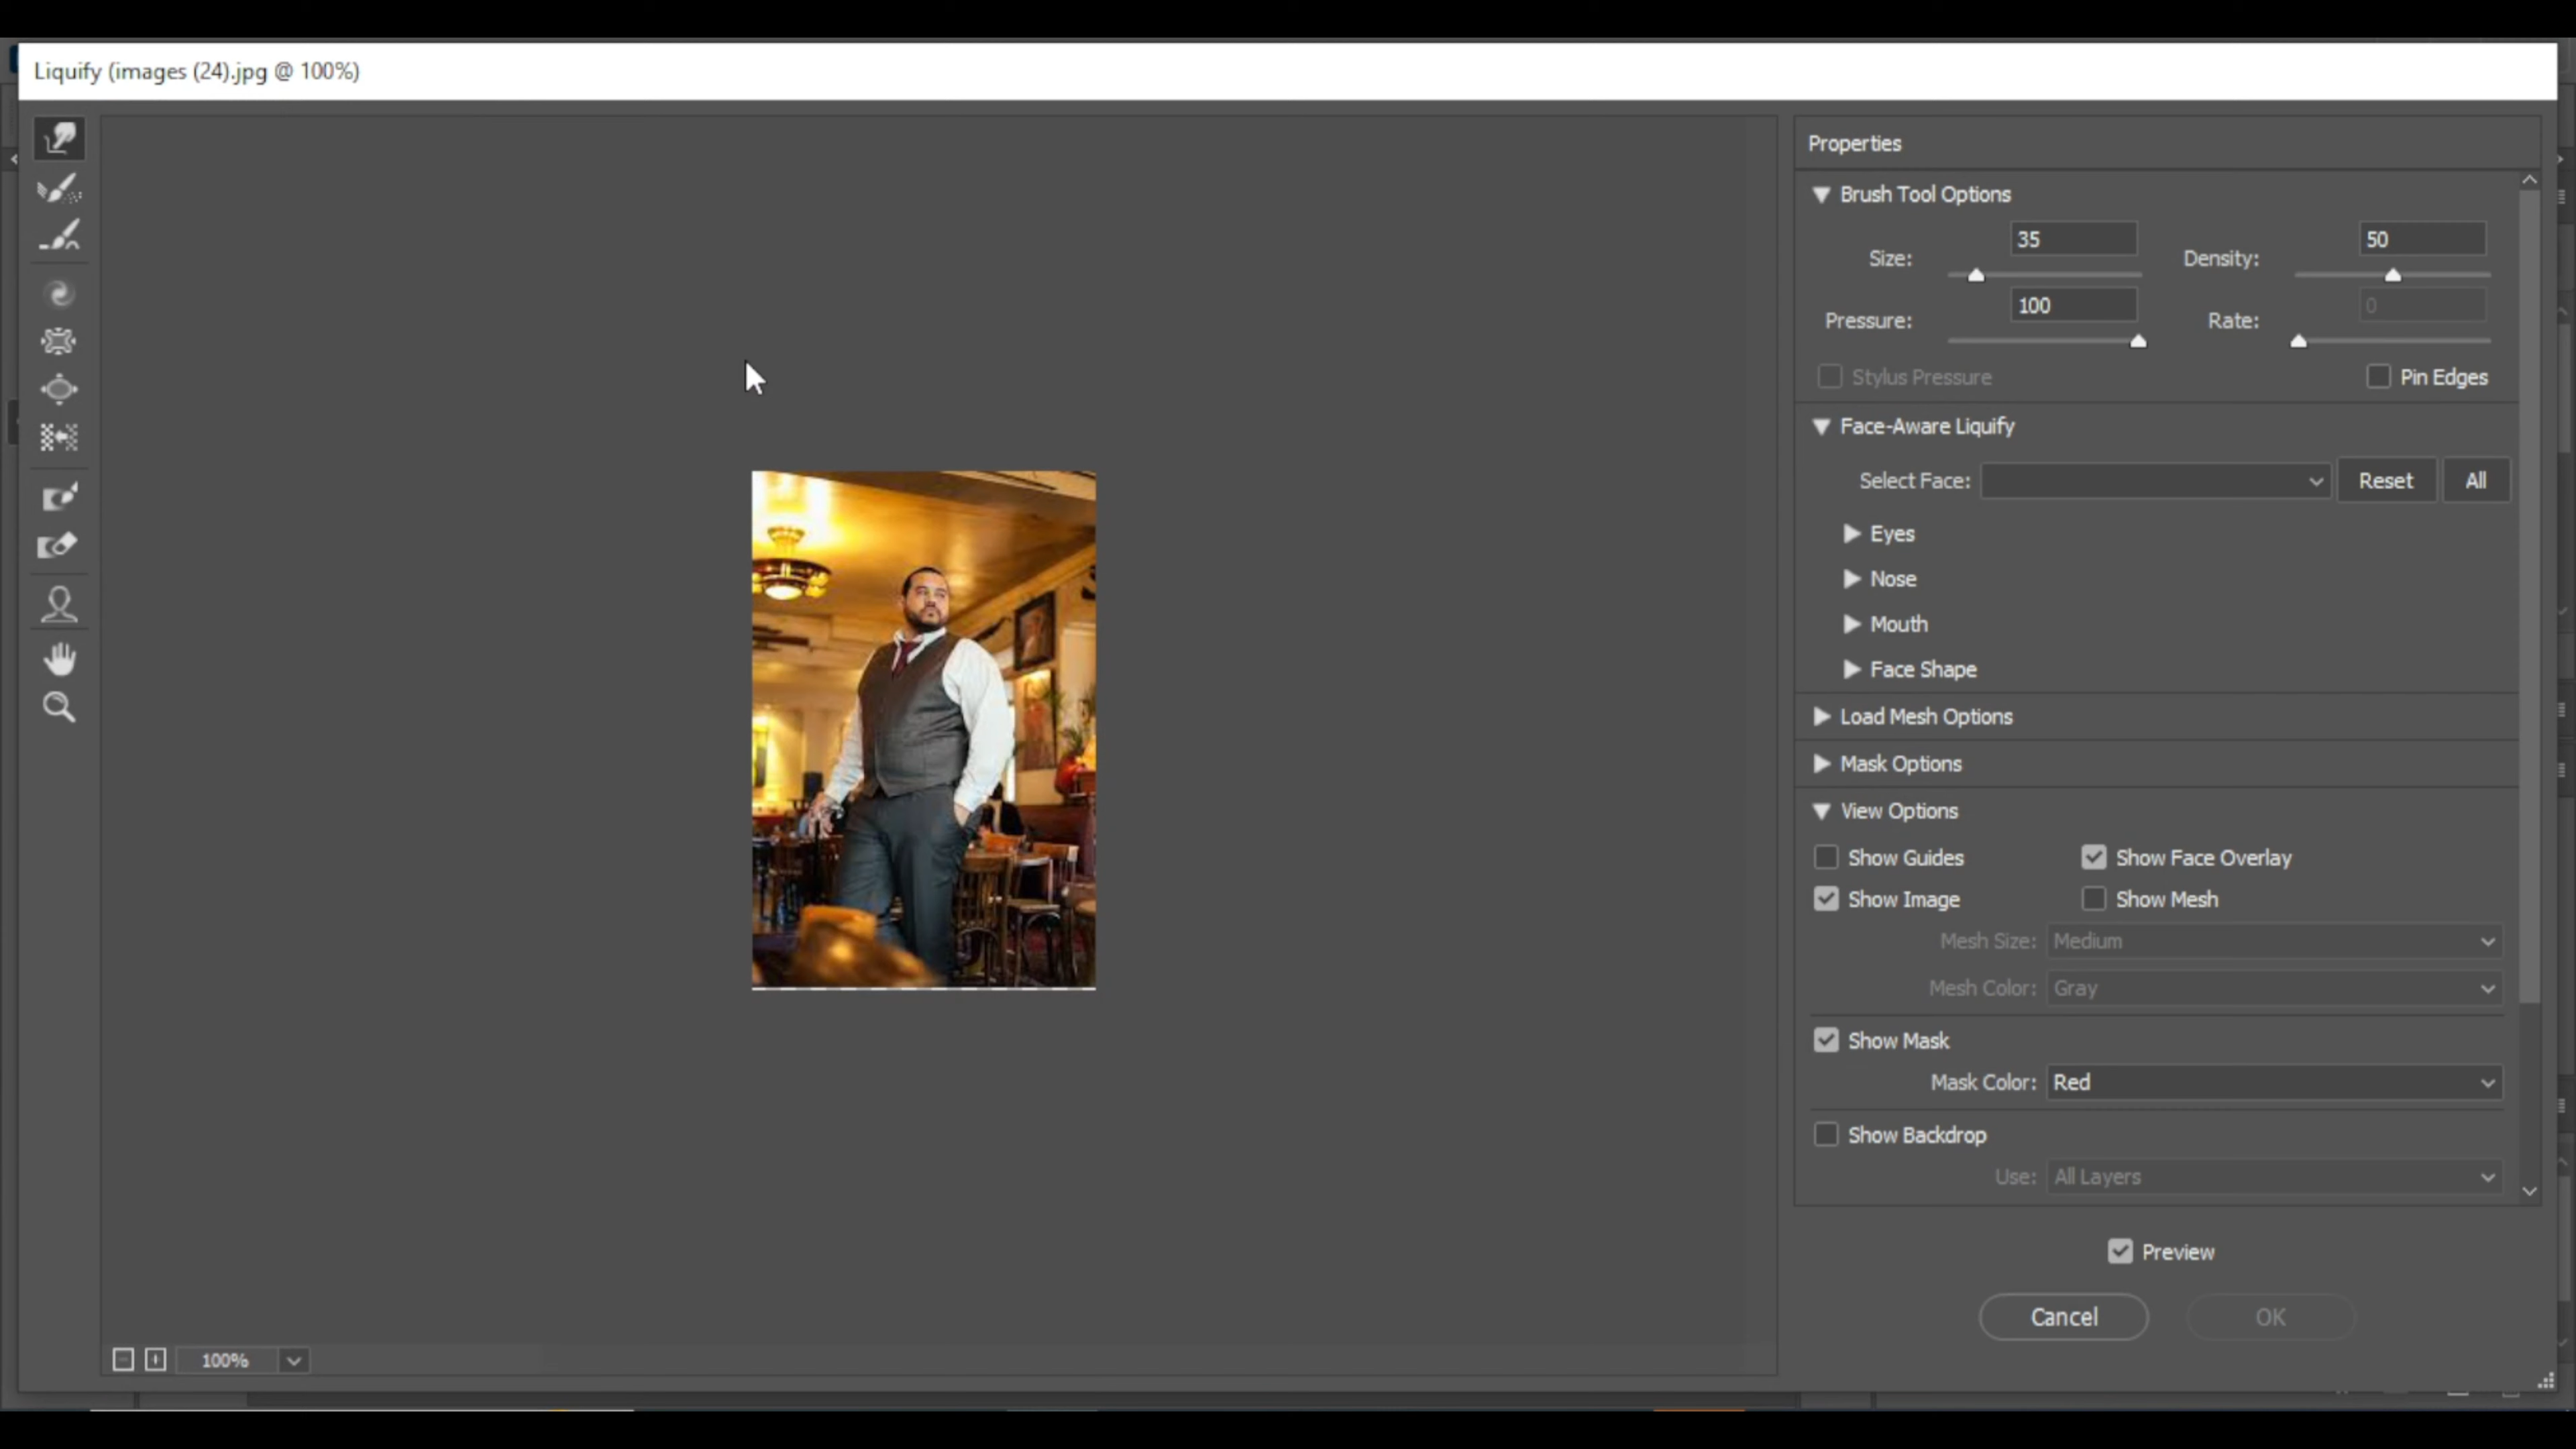 Liquify (images (24).jpg @ 100%)
Properties
Brush Tool Options
Size: 35 Density: 50
Pressure: 100 Rate: 0
Stylus Pressure Pin Edges
Face-Aware Liquify
Select Face: Reset All
Eyes
Nose
Mouth
Face Shape
Load Mesh Options
Mask Options
View Options
Show Guides Show Face Overlay
Show Image Show Mesh
Mesh Size: Medium
Mesh Color: Gray
Show Mask
Mask Color: Red
Show Backdrop
Use: All Layers
Preview
Cancel OK
100%